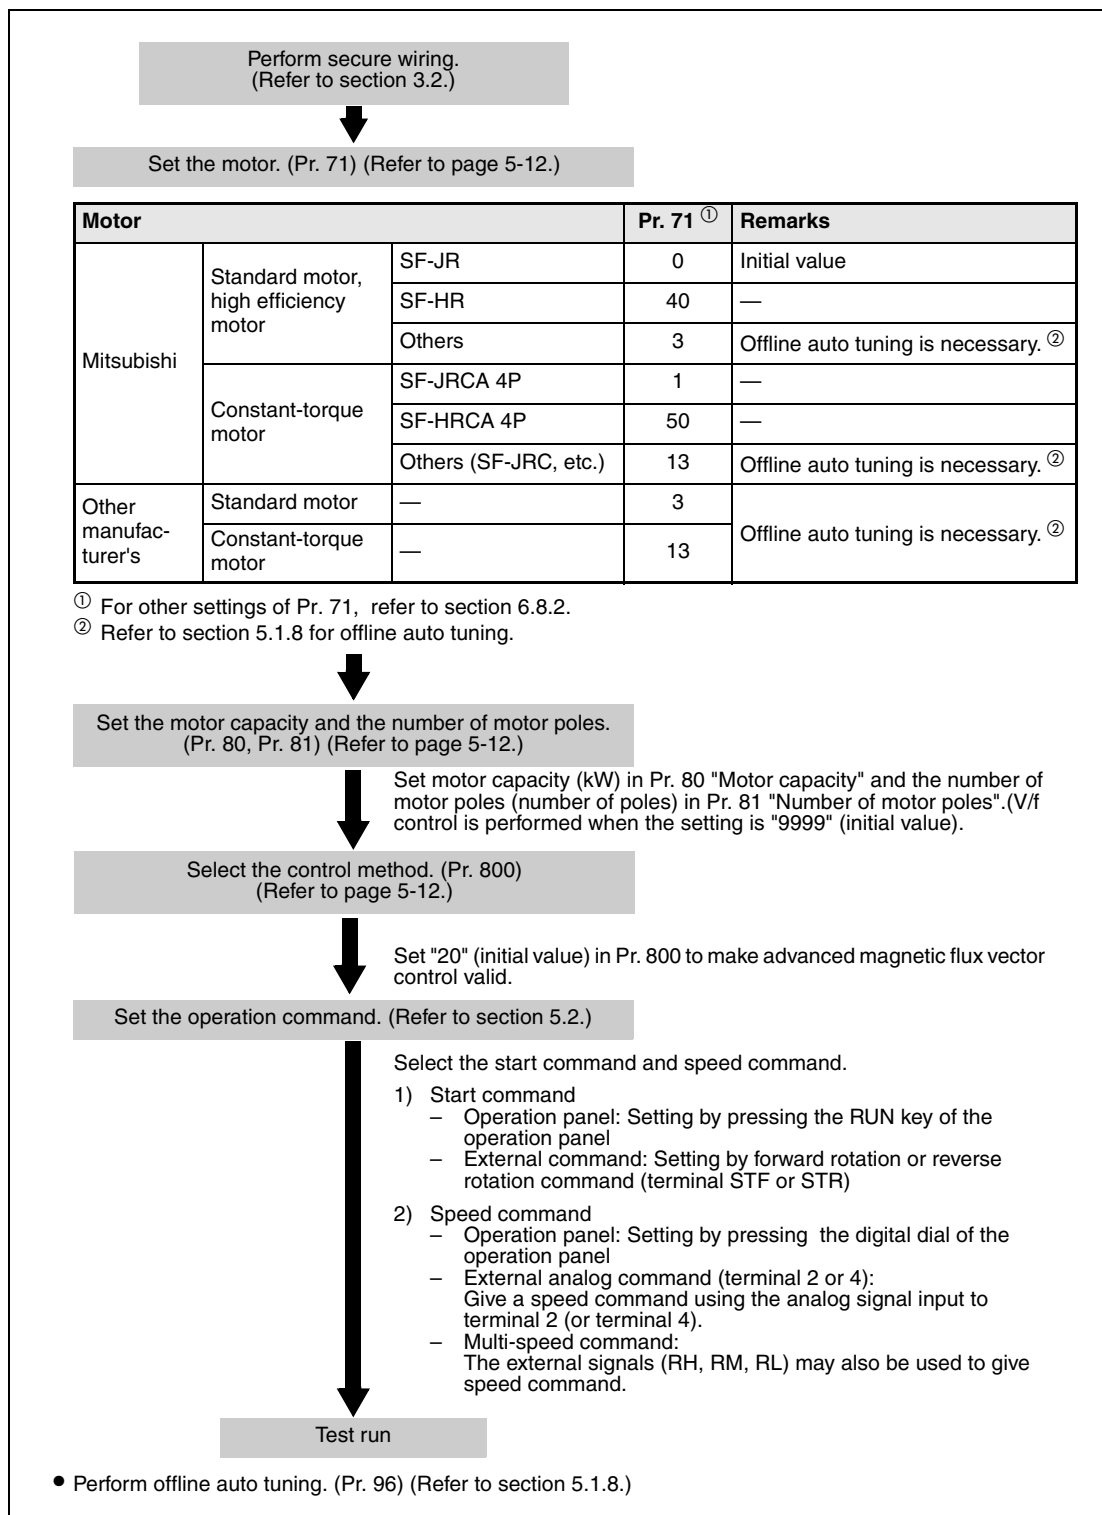 Perform secure wiring.
(Refer to section 3.2.)
Set the motor. (Pr. 71) (Refer to page 5-12.)
Motor Pr. 71 ① Remarks
Mitsubishi
Standard motor,
high efficiency
motor
SF-JR 0 Initial value
SF-HR 40 —
Others 3 Offline auto tuning is necessary. ②
Constant-torque
motor
SF-JRCA 4P 1 —
SF-HRCA 4P 50 —
Others (SF-JRC, etc.) 13 Offline auto tuning is necessary. ②
Other
manufac-
turer's
Standard motor — 3
Constant-torque
motor
— 13
Offline auto tuning is necessary. ②
① For other settings of Pr. 71, refer to section 6.8.2.
② Refer to section 5.1.8 for offline auto tuning.
Set the motor capacity and the number of motor poles.
(Pr. 80, Pr. 81) (Refer to page 5-12.)
Set motor capacity (kW) in Pr. 80 "Motor capacity" and the number of
motor poles (number of poles) in Pr. 81 "Number of motor poles".(V/f
control is performed when the setting is "9999" (initial value).
Select the control method. (Pr. 800)
(Refer to page 5-12.)
Set "20" (initial value) in Pr. 800 to make advanced magnetic flux vector
control valid.
Set the operation command. (Refer to section 5.2.)
Select the start command and speed command.
1) Start command
– Operation panel: Setting by pressing the RUN key of the
operation panel
– External command: Setting by forward rotation or reverse
rotation command (terminal STF or STR)
2) Speed command
– Operation panel: Setting by pressing the digital dial of the
operation panel
– External analog command (terminal 2 or 4):
Give a speed command using the analog signal input to
terminal 2 (or terminal 4).
– Multi-speed command:
The external signals (RH, RM, RL) may also be used to give
speed command.
Test run
● Perform offline auto tuning. (Pr. 96) (Refer to section 5.1.8.)